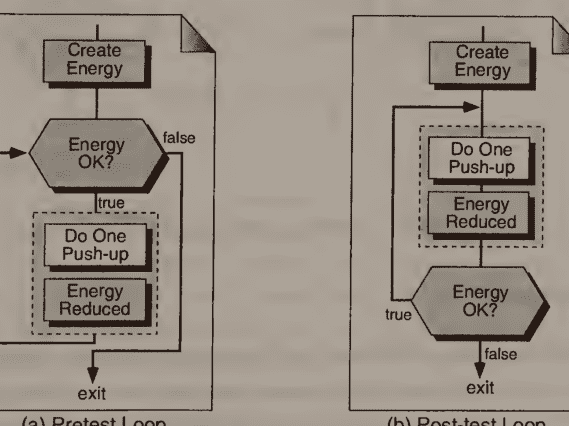 Create
Energy
Energy
OK?
false
true
Do One
Push-up
Energy
Reduced
exit
(a) Pretest Loop
Create
Energy
Do One
Push-up
Energy
Reduced
Energy
OK?
true
false
exit
(b) Post-test Loop